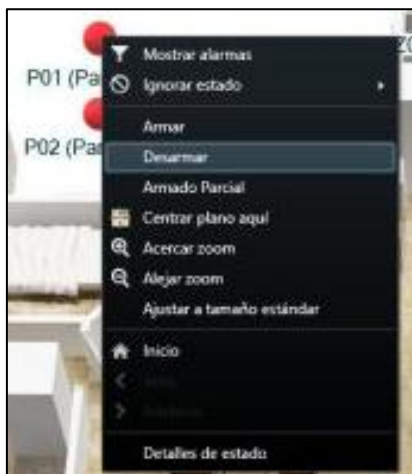 Mostrar alarmas
P01 (Pa
Ignorar estado
Armar
P02 (Pa
Desarmar
Armado Parcial
Centrar plano aquí
Acercar zoom
Alejar zoom
Ajustar a tamaño estándar
Inicio
Detalles de estado